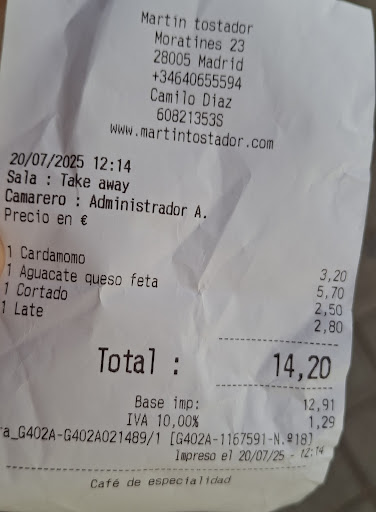 Martin tostador
Moratines 23
28005 Madrid
+34640655594
Camilo Diaz
60821353S
www.martintostador.com
20/07/2025 12:14
Sala : Take away
Camarero : Administrador A.
Precio en €
1 Cardamomo 3,20
1 Aguacate queso feta 5,70
1 Cortado 2,50
1 Late 2,80
Total : 14,20
Base imp: 12,91
IVA 10,00% 1,29
a_G402A-G402A021489/1 [G402A-1167591-N.º18]
Impreso el 20/07/25 - 12:14
Café de especialidad